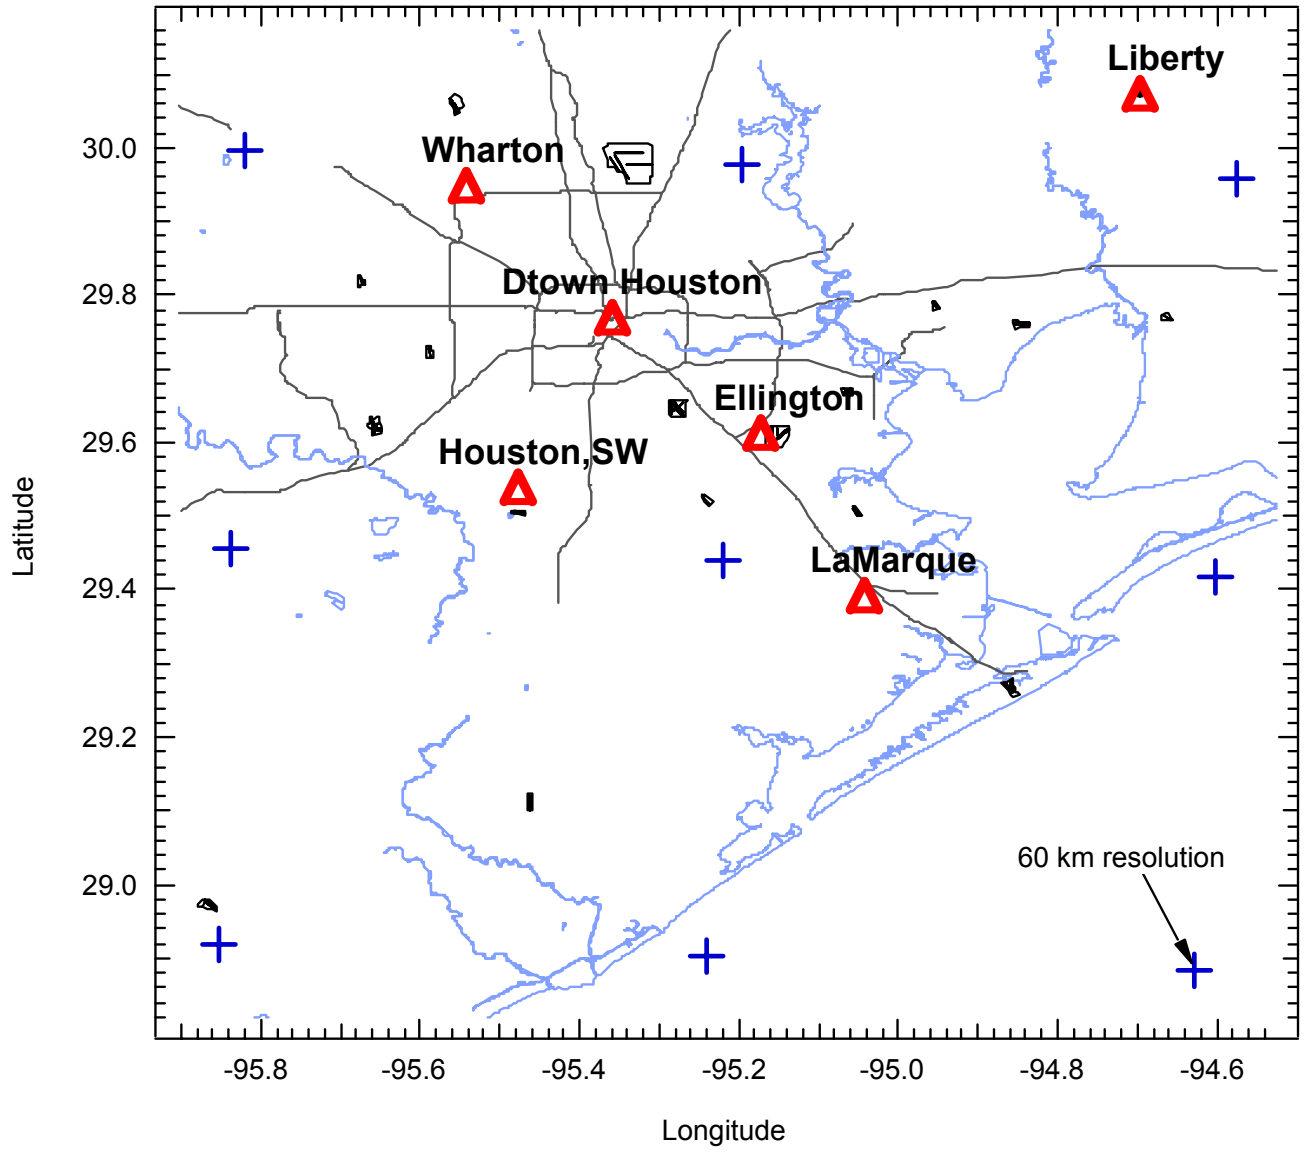 Liberty
Wharton
30.0
Dtown Houston
29.8
Ellington
29.6
Houston,SW
Latitude
LaMarque
29.4
29.2
60 km resolution
29.0
-95.8 -95.6 -95.4 -95.2 -95.0 -94.8 -94.6
Longitude